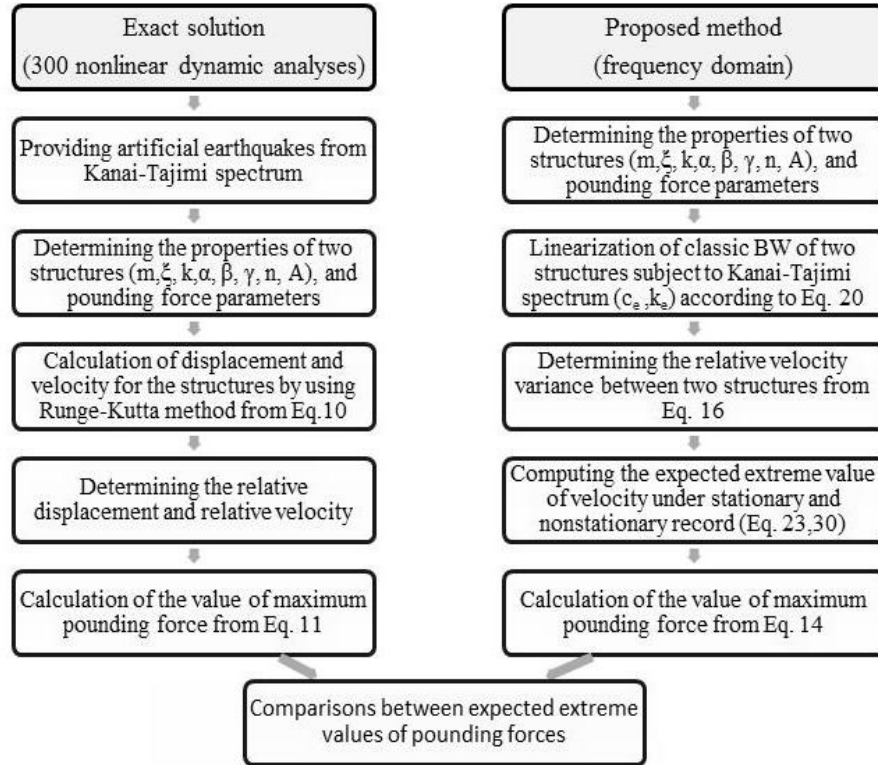 Exact solution
(300 nonlinear dynamic analyses)
Providing artificial earthquakes from
Kanai-Tajimi spectrum
Determining the properties of two
structures (m,ξ, k,α, β, γ, n, A), and
pounding force parameters
Calculation of displacement and
velocity for the structures by using
Runge-Kutta method from Eq.10
Determining the relative
displacement and relative velocity
Calculation of the value of maximum
pounding force from Eq. 11
Proposed method
(frequency domain)
Determining the properties of two
structures (m,ξ, k,α, β, γ, n, A), and
pounding force parameters
Linearization of classic BW of two
structures subject to Kanai-Tajimi
spectrum (cₑ ,kₑ) according to Eq. 20
Determining the relative velocity
variance between two structures from
Eq. 16
Computing the expected extreme value
of velocity under stationary and
nonstationary record (Eq. 23,30)
Calculation of the value of maximum
pounding force from Eq. 14
Comparisons between expected extreme
values of pounding forces